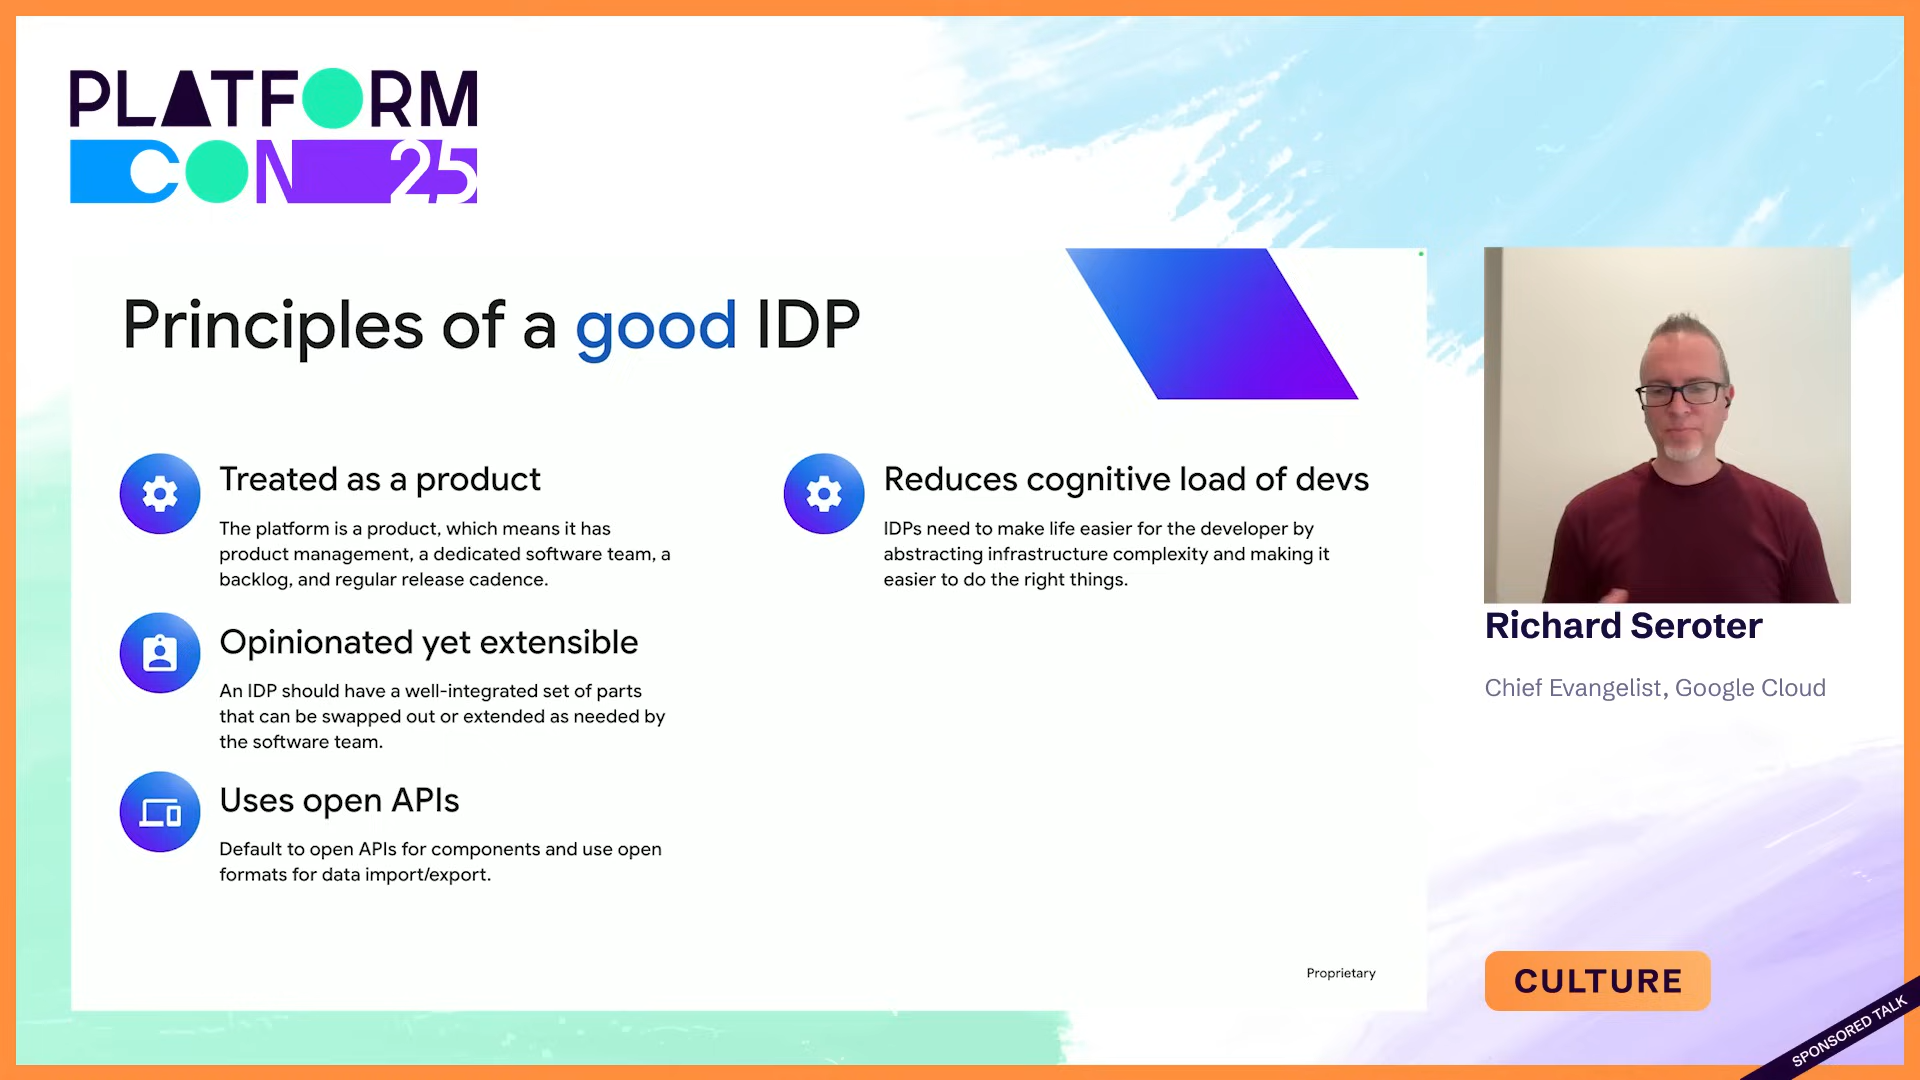 PLATFORM
CON 25
Principles of a good IDP
Treated as a product
The platform is a product, which means it has
product management, a dedicated software team, a
backlog, and regular release cadence.
Opinionated yet extensible
An IDP should have a well-integrated set of parts
that can be swapped out or extended as needed by
the software team.
Uses open APIs
Default to open APIs for components and use open
formats for data import/export.
Reduces cognitive load of devs
IDPs need to make life easier for the developer by
abstracting infrastructure complexity and making it
easier to do the right things.
Proprietary
Richard Seroter
Chief Evangelist, Google Cloud
CULTURE
SPONSORED TALK